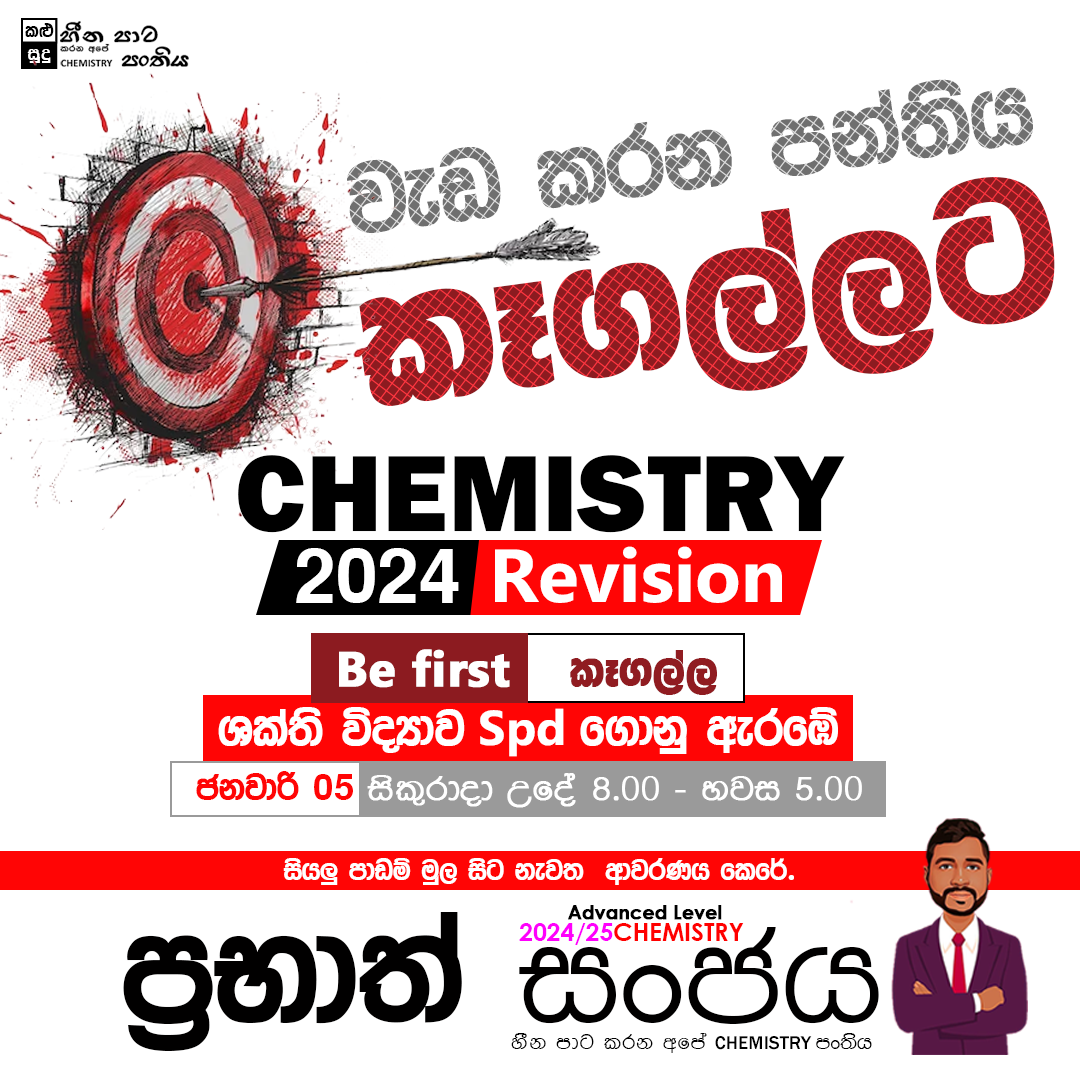 කළු
සුදු
හීන පාට
කරන අපේ
CHEMISTRY පංතිය
වැඩ කරන පන්තිය
කෑගල්ලට
CHEMISTRY
2024 Revision
Be first කෑගල්ල
ශක්ති විද්‍යාව Spd ගොනු ඇරඹේ
ජනවාරි 05 සිකුරාදා උදේ 8.00 - හවස 5.00
සියලු පාඩම් මුල සිට නැවත ආවරණය කෙරේ.
Advanced Level
2024/25CHEMISTRY
ප්‍රභාත් සංජය
හීන පාට කරන අපේ CHEMISTRY පංතිය